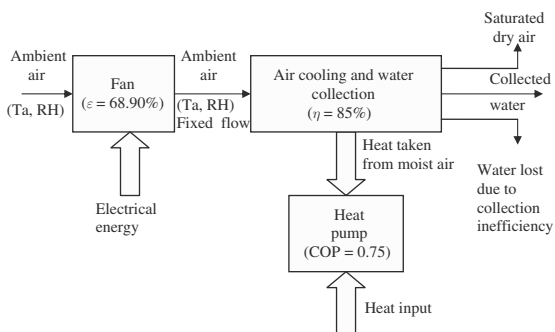 Ambient
air
(Ta, RH)
Fan
(ε = 68.90%)
Electrical
energy
Ambient
air
(Ta, RH)
Fixed flow
Air cooling and water
collection
(η = 85%)
Saturated
dry air
Collected
water
Water lost
due to
collection
inefficiency
Heat taken
from moist air
Heat
pump
(COP = 0.75)
Heat input